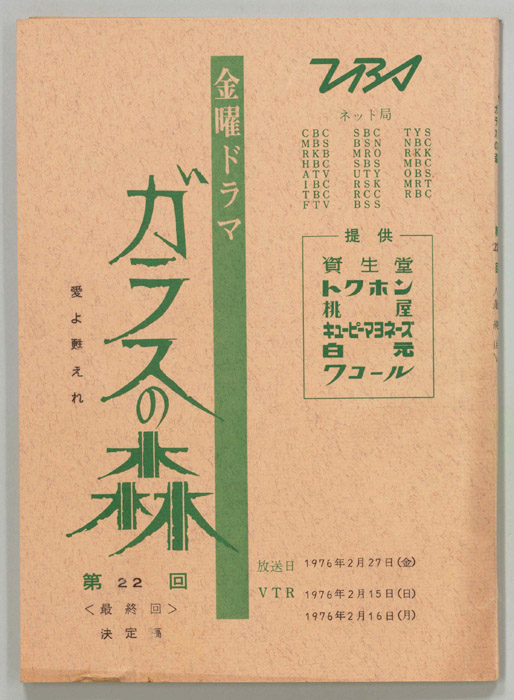 TBS
ネット局
CBC SBC TYS
MBS BSN NBC
RKB MRO RKK
HBC SBS MBC
ATV UTY OBS
IBC RSK MRT
TBC RCC RBC
FTV BSS
提供
資生堂
トクホン
桃屋
キユーピーマヨネーズ
白元
ワコール
金曜ドラマ
ガラスの森
愛よ甦えれ
第22回
<最終回>
決定稿
放送日 1976年2月27日(金)
VTR 1976年2月15日(日)
1976年2月16日(月)